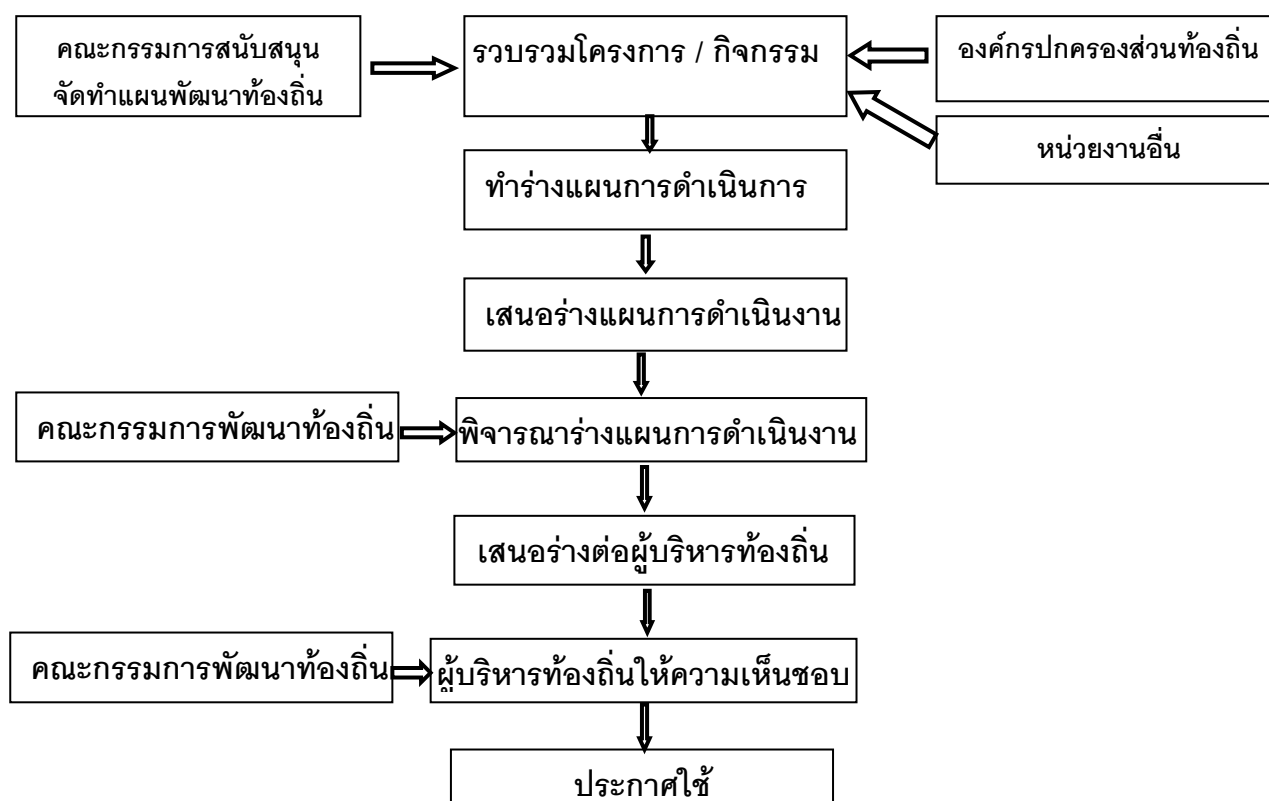 คณะกรรมการสนับสนุน
จัดทำแผนพัฒนาท้องถิ่น
รวบรวมโครงการ / กิจกรรม
องค์กรปกครองส่วนท้องถิ่น
หน่วยงานอื่น
ทำร่างแผนการดำเนินการ
เสนอร่างแผนการดำเนินงาน
คณะกรรมการพัฒนาท้องถิ่น
พิจารณาร่างแผนการดำเนินงาน
เสนอร่างต่อผู้บริหารท้องถิ่น
คณะกรรมการพัฒนาท้องถิ่น
ผู้บริหารท้องถิ่นให้ความเห็นชอบ
ประกาศใช้